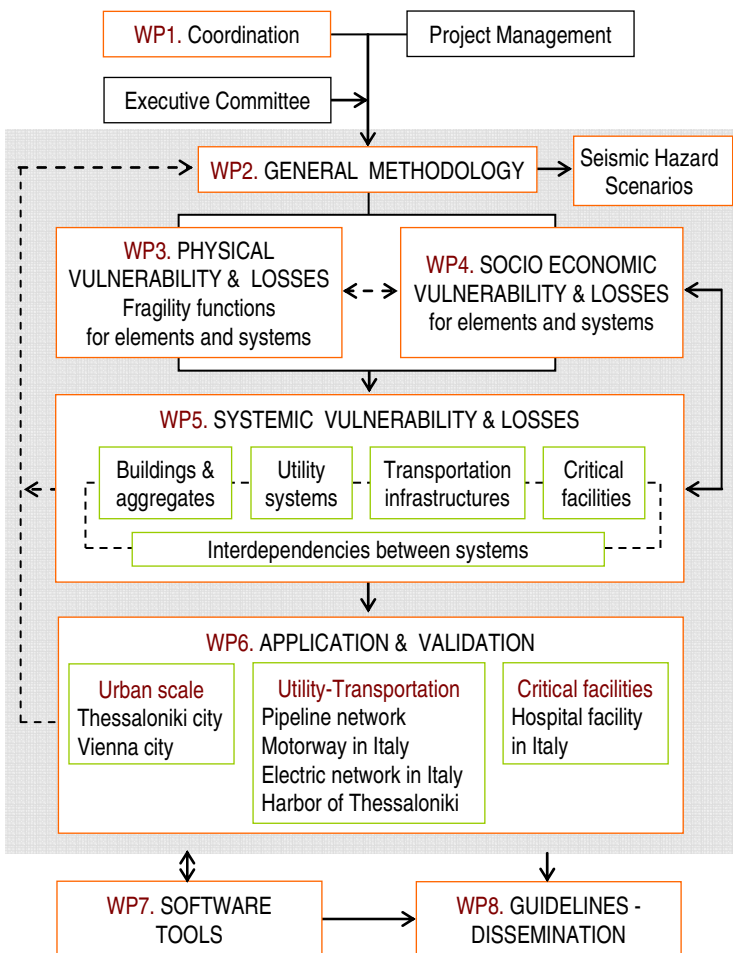 WP1. Coordination
Project Management
Executive Committee
WP2. GENERAL METHODOLOGY
Seismic Hazard
Scenarios
WP3. PHYSICAL
VULNERABILITY & LOSSES
Fragility functions
for elements and systems
WP4. SOCIO ECONOMIC
VULNERABILITY & LOSSES
for elements and systems
WP5. SYSTEMIC VULNERABILITY & LOSSES
Buildings &
aggregates
Utility
systems
Transportation
infrastructures
Critical
facilities
Interdependencies between systems
WP6. APPLICATION & VALIDATION
Urban scale
Thessaloniki city
Vienna city
Utility-Transportation
Pipeline network
Motorway in Italy
Electric network in Italy
Harbor of Thessaloniki
Critical facilities
Hospital facility
in Italy
WP7. SOFTWARE
TOOLS
WP8. GUIDELINES -
DISSEMINATION